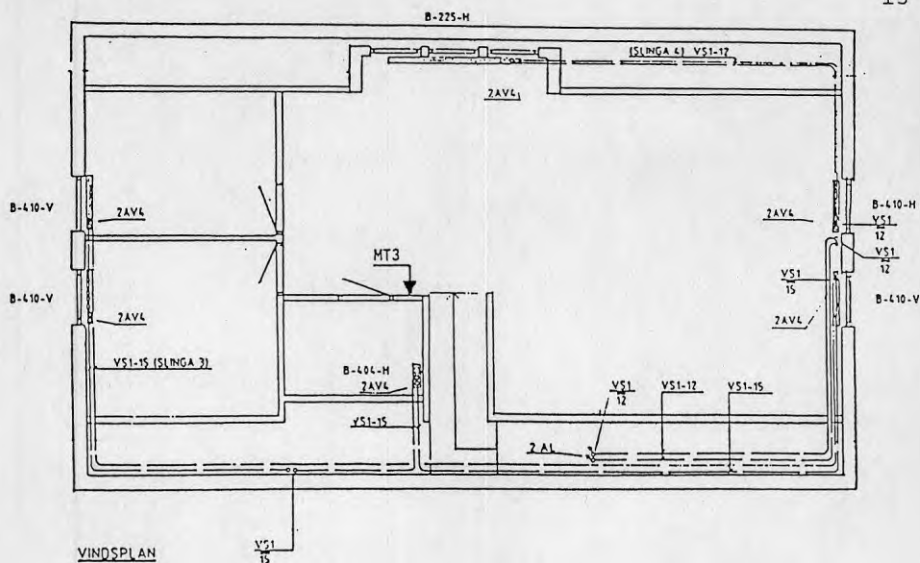 15
B-225-H
(SLINGA 4) VS1-12
2AV4
B-410-V
2AV4
2AV4
B-410-H
VS1
12
VS1
12
MT3
VS1
15
B-410-V
2AV4
2AV4
B-410-V
VS1-15 (SLINGA 3)
B-404-H
2AV4
VS1
12
VS1-12
VS1-15
VS1-15
2 AL
VINDSPLAN
VS1
15